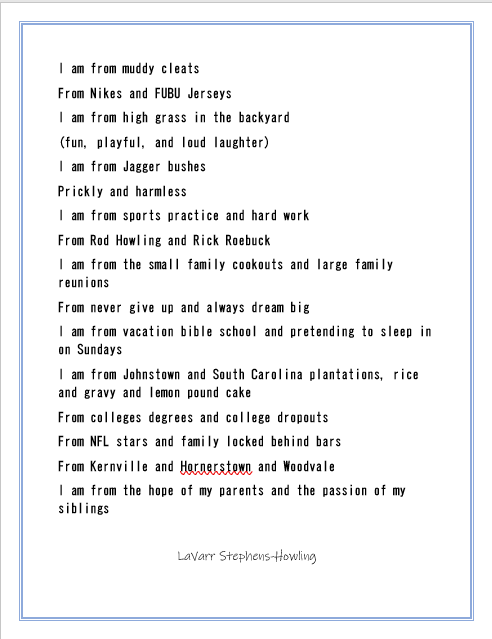 I am from muddy cleats
From Nikes and FUBU Jerseys
I am from high grass in the backyard
(fun, playful, and loud laughter)
I am from Jagger bushes
Prickly and harmless
I am from sports practice and hard work
From Rod Howling and Rick Roebuck
I am from the small family cookouts and large family
reunions
From never give up and always dream big
I am from vacation bible school and pretending to sleep in
on Sundays
I am from Johnstown and South Carolina plantations, rice
and gravy and lemon pound cake
From colleges degrees and college dropouts
From NFL stars and family locked behind bars
From Kernville and Hornerstown and Woodvale
I am from the hope of my parents and the passion of my
siblings
LaVarr Stephens-Howling